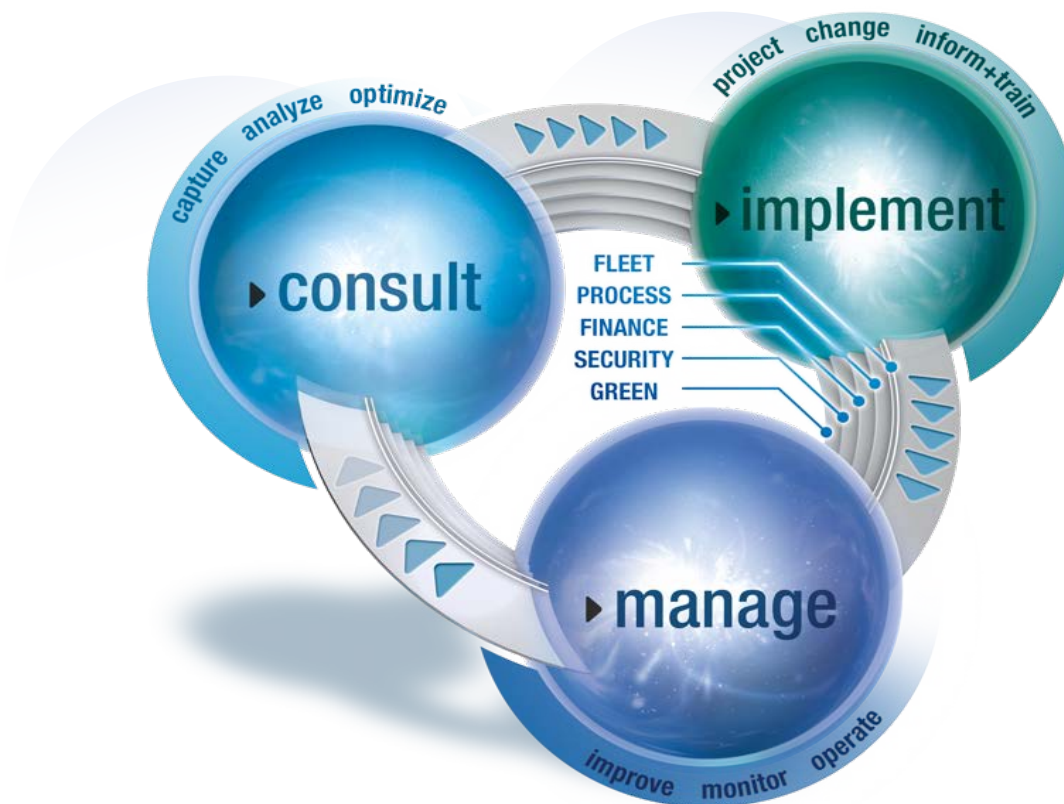 capture analyze optimize
consult
project change inform+train
implement
FLEET
PROCESS
FINANCE
SECURITY
GREEN
manage
improve monitor operate